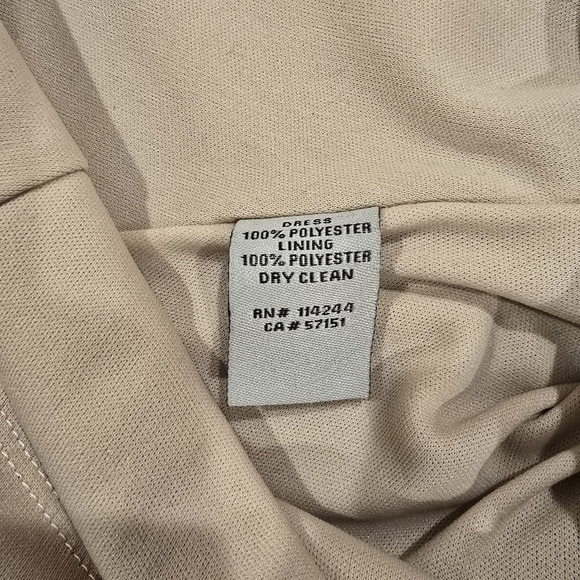 DRESS
100% POLYESTER
LINING
100% POLYESTER
DRY CLEAN
RN# 114244
CA# 57151